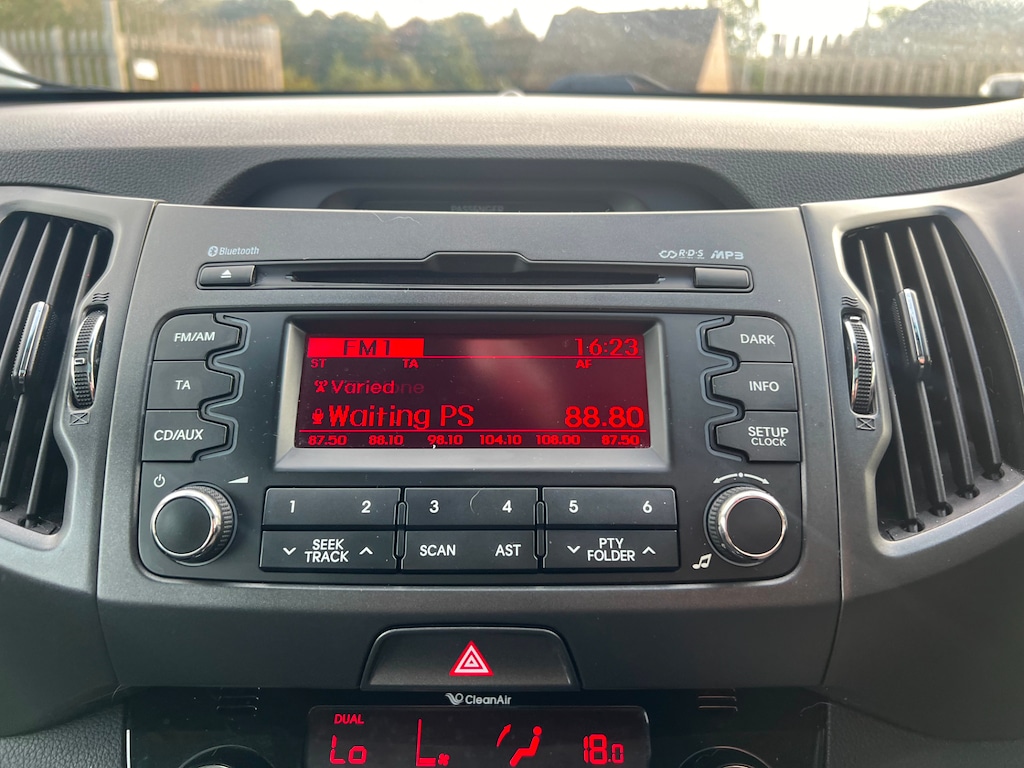 PASSENGER
Bluetooth
R·D·S MP3
FM/AM
FM1 16:23
DARK
ST TA AF
TA
Varied
INFO
Waiting PS 88.80
CD/AUX
SETUP
CLOCK
87.50 88.10 98.10 104.10 108.00 87.50
1 2 3 4 5 6
SEEK
TRACK
SCAN AST
PTY
FOLDER
CleanAir
DUAL
Lo 18.0